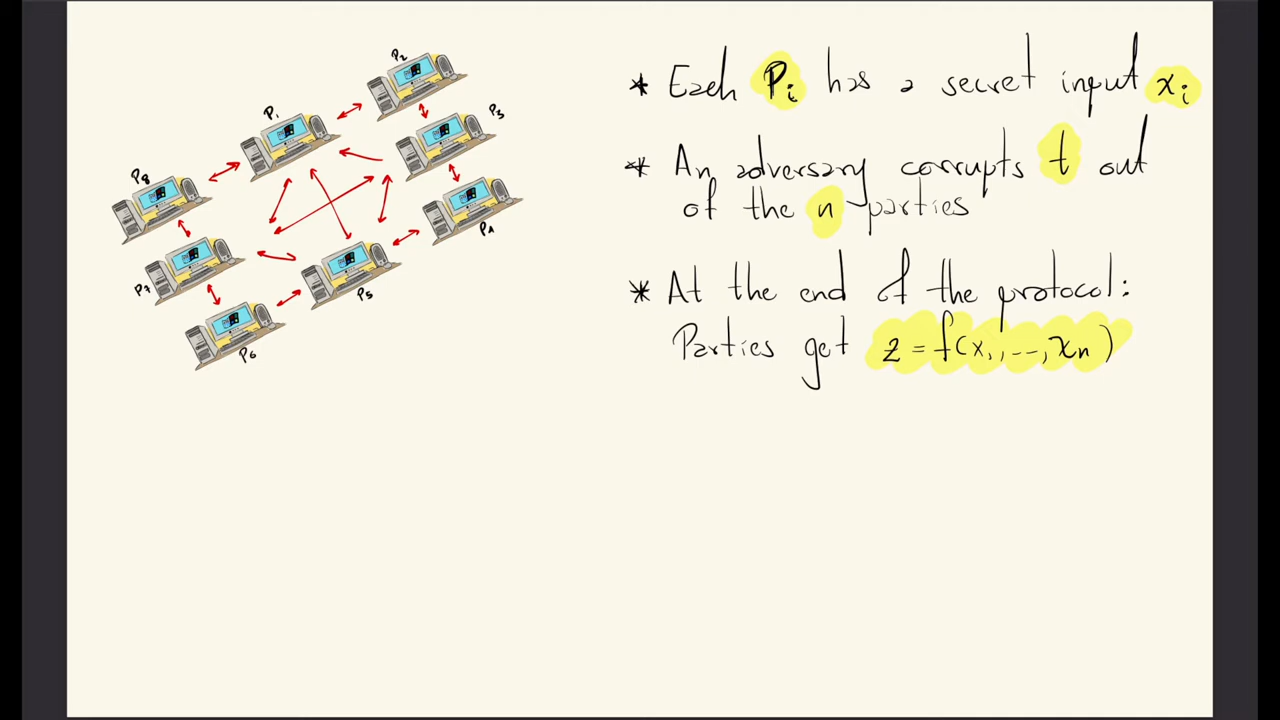 P1
P2
P3
P4
P5
P6
P7
P8
* Each Pi has a secret input xi
* An adversary corrupts t out
of the n parties
* At the end of the protocol:
Parties get z = f(x1,--,xn)